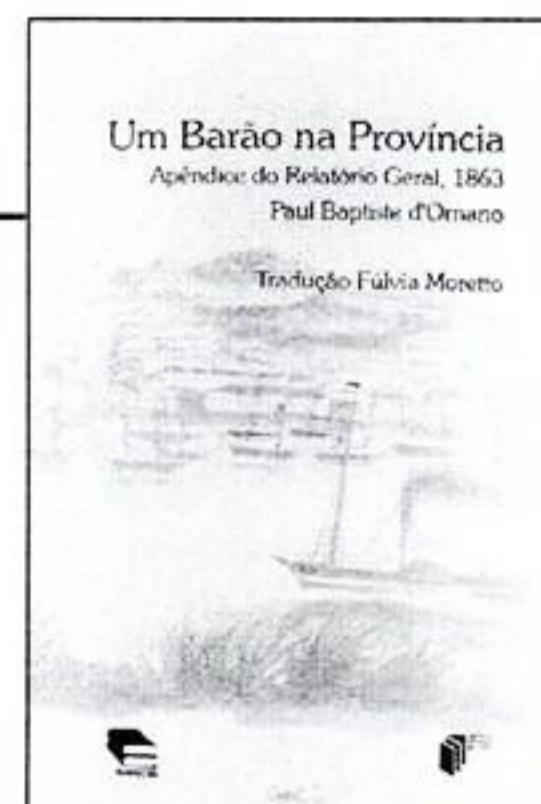 Um Barão na Província
Apêndice do Relatório Geral, 1863
Paul Baptiste d'Ornano
Tradução Fúlvia Moretto